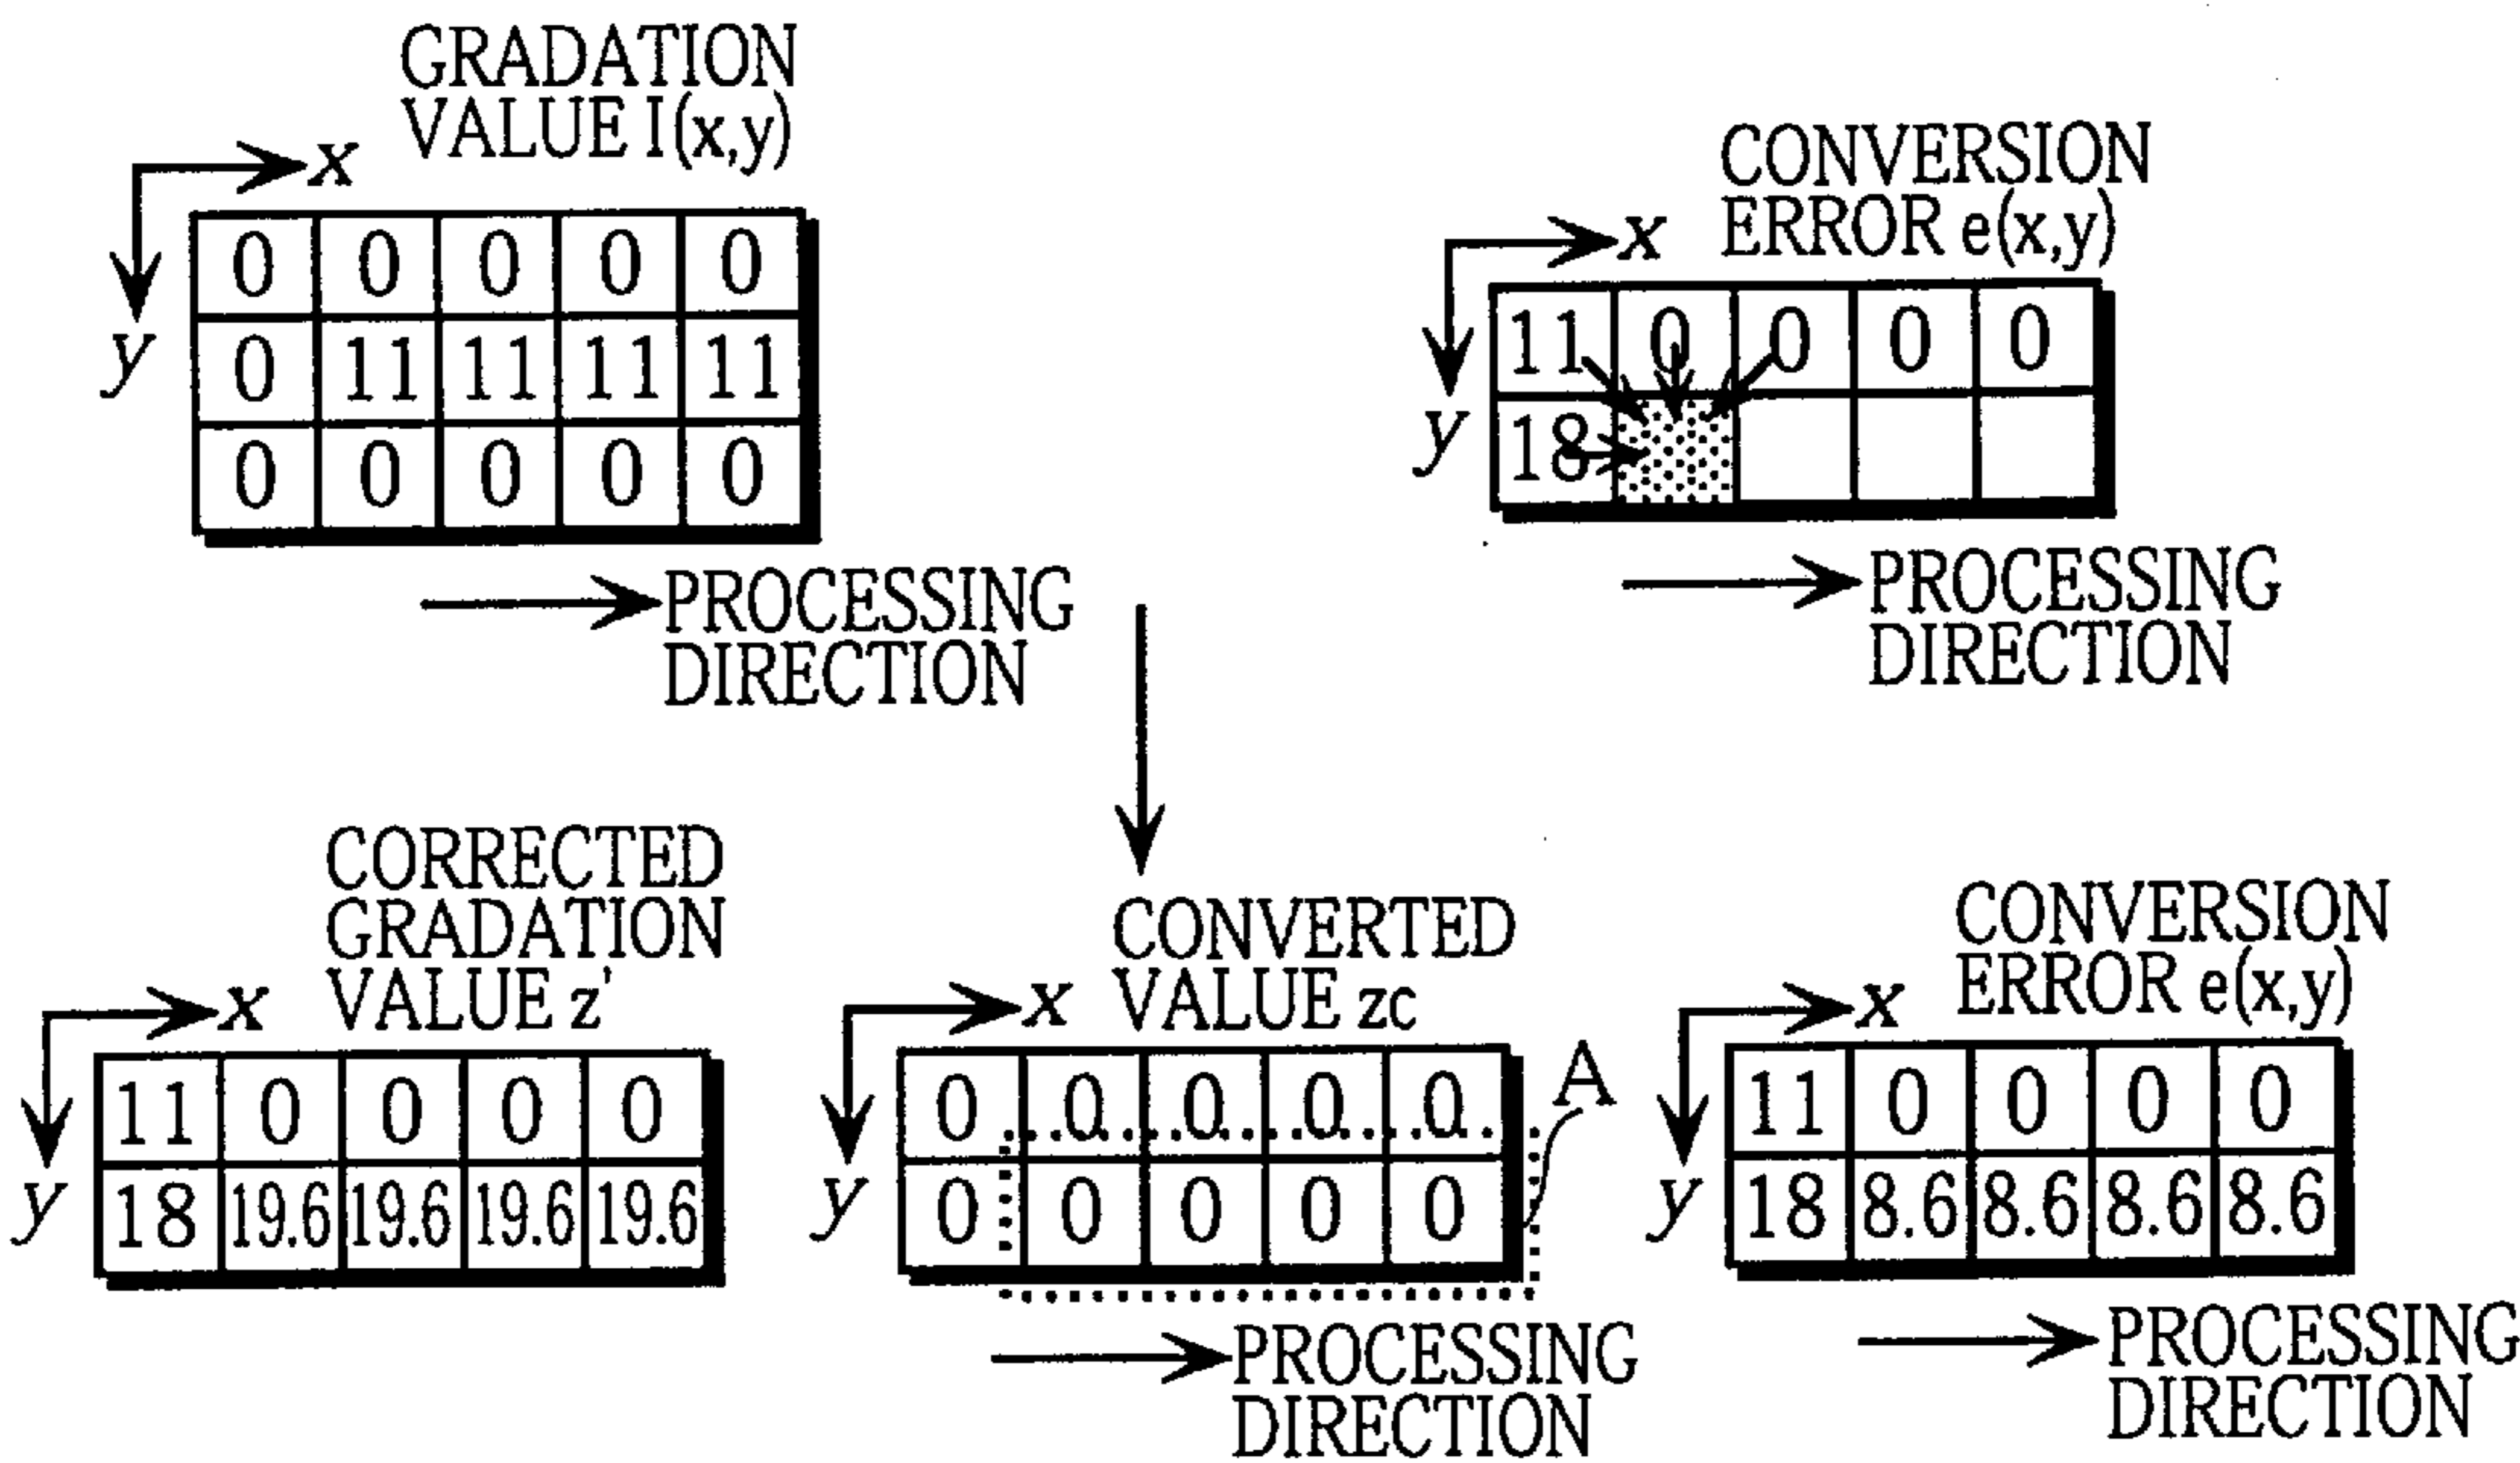 GRADATION
VALUE I(x,y)
x
y
0 0 0 0 0
0 11 11 11 11
0 0 0 0 0
PROCESSING
DIRECTION
CONVERSION
ERROR e(x,y)
x
y
11 0 0 0 0
18
PROCESSING
DIRECTION
CORRECTED
GRADATION
VALUE z'
x
y
11 0 0 0 0
18 19.6 19.6 19.6 19.6
CONVERTED
VALUE zc
x
y
A
0 0 0 0 0
0 0 0 0 0
PROCESSING
DIRECTION
CONVERSION
ERROR e(x,y)
x
y
11 0 0 0 0
18 8.6 8.6 8.6 8.6
PROCESSING
DIRECTION